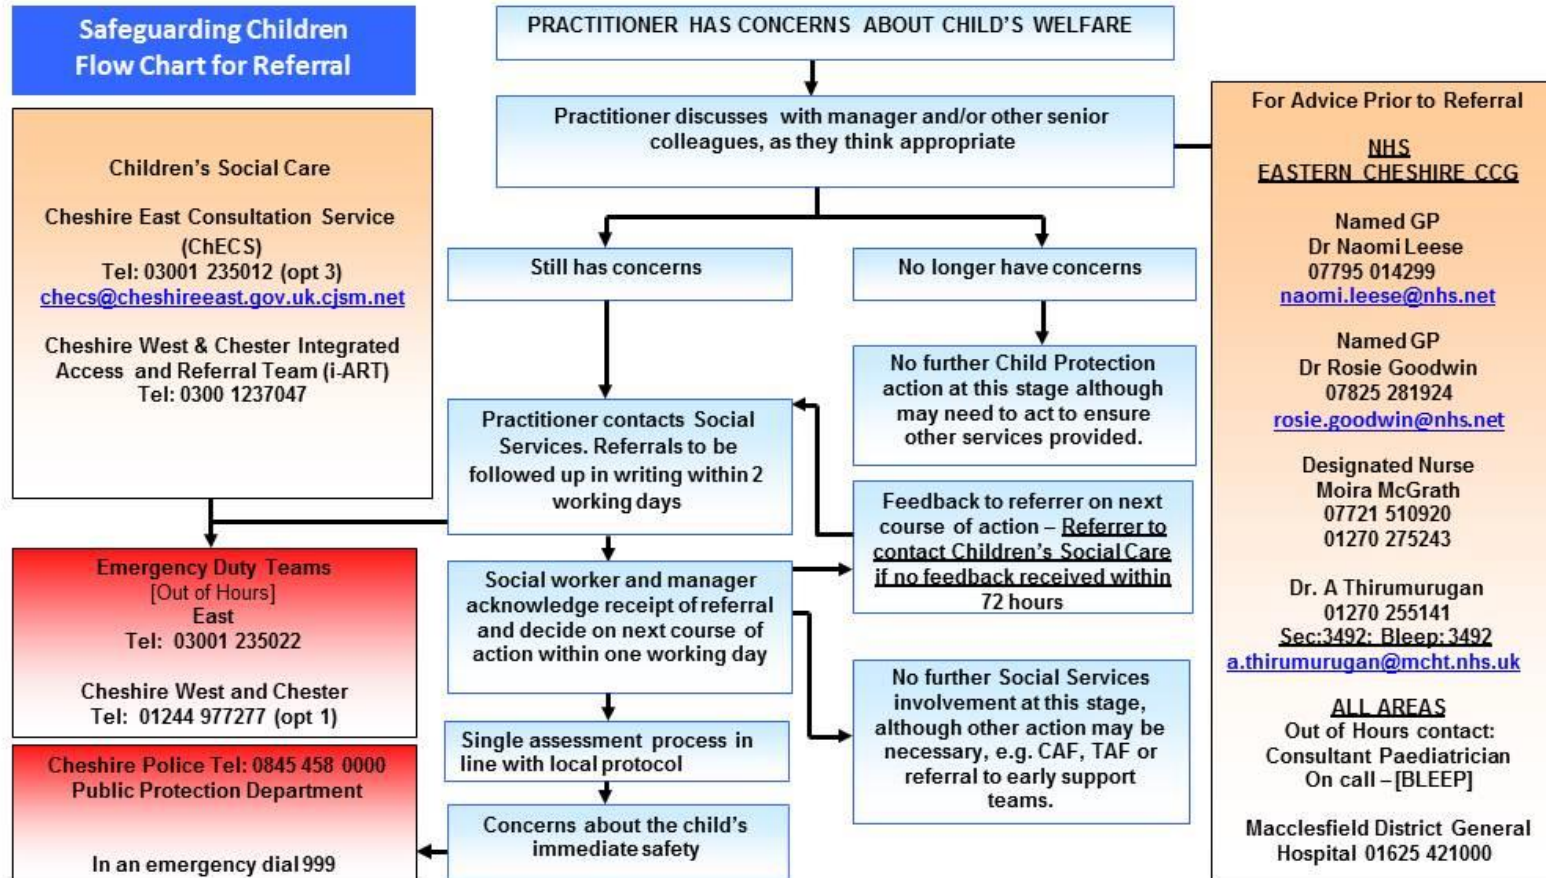 Safeguarding Children
Flow Chart for Referral
PRACTITIONER HAS CONCERNS ABOUT CHILD'S WELFARE
Practitioner discusses with manager and/or other senior
colleagues, as they think appropriate
Children's Social Care
Cheshire East Consultation Service
(ChECS)
Tel: 03001 235012 (opt 3)
checs@cheshireeast.gov.uk.cjsm.net
Cheshire West & Chester Integrated
Access and Referral Team (i-ART)
Tel: 0300 1237047
Still has concerns
No longer have concerns
No further Child Protection
action at this stage although
may need to act to ensure
other services provided.
Practitioner contacts Social
Services. Referrals to be
followed up in writing within 2
working days
Feedback to referrer on next
course of action – Referrer to
contact Children's Social Care
if no feedback received within
72 hours
Emergency Duty Teams
[Out of Hours]
East
Tel: 03001 235022
Cheshire West and Chester
Tel: 01244 977277 (opt 1)
Social worker and manager
acknowledge receipt of referral
and decide on next course of
action within one working day
No further Social Services
involvement at this stage,
although other action may be
necessary, e.g. CAF, TAF or
referral to early support
teams.
Single assessment process in
line with local protocol
Cheshire Police Tel: 0845 458 0000
Public Protection Department
In an emergency dial 999
Concerns about the child's
immediate safety
For Advice Prior to Referral
NHS
EASTERN CHESHIRE CCG
Named GP
Dr Naomi Leese
07795 014299
naomi.leese@nhs.net
Named GP
Dr Rosie Goodwin
07825 281924
rosie.goodwin@nhs.net
Designated Nurse
Moira McGrath
07721 510920
01270 275243
Dr. A Thirumurugan
01270 255141
Sec:3492: Bleep: 3492
a.thirumurugan@mcht.nhs.uk
ALL AREAS
Out of Hours contact:
Consultant Paediatrician
On call – [BLEEP]
Macclesfield District General
Hospital 01625 421000